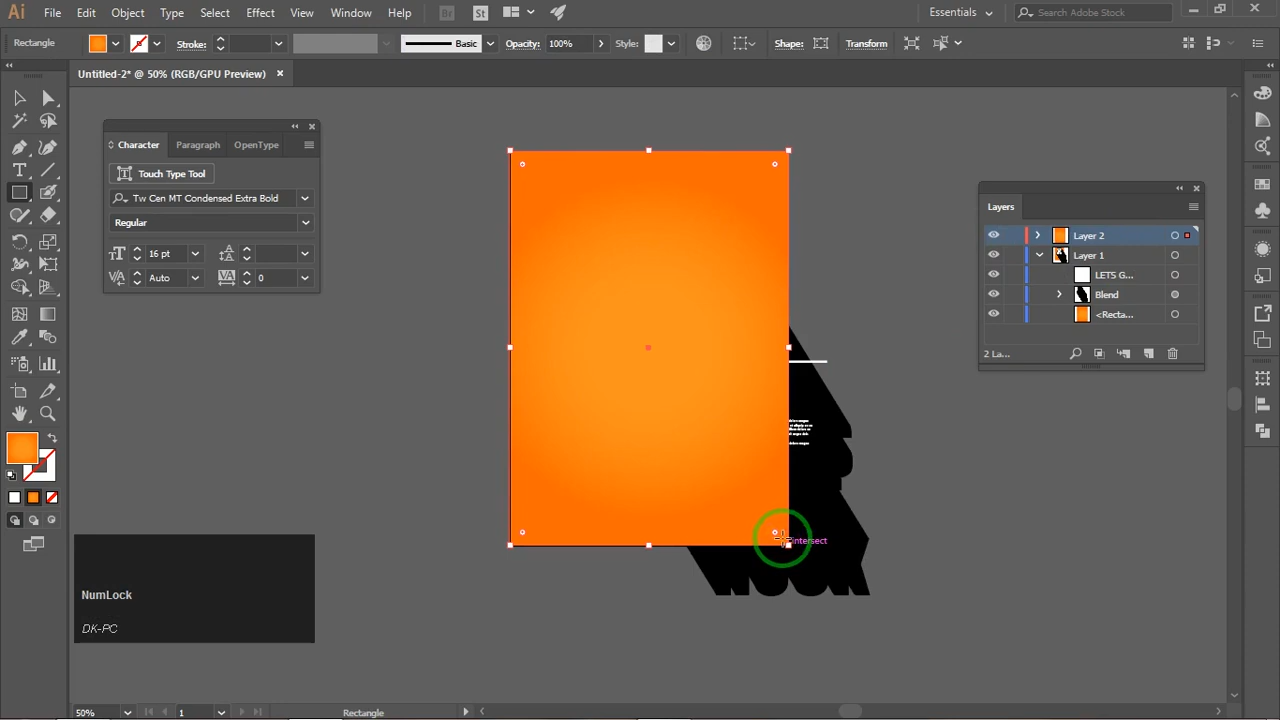 Ai File Edit Object Type Select Effect View Window Help Br St Essentials Search Adobe Stock
Rectangle Stroke: Basic Opacity: 100% Style: Shape: Transform
Untitled-2* @ 50% (RGB/GPU Preview) ×
Character Paragraph OpenType
Touch Type Tool
Tw Cen MT Condensed Extra Bold
Regular
16 pt
Auto 0
Layers
Layer 2
Layer 1
LETS G...
Blend
<Recta...
2 La...
intersect
NumLock
DK-PC
50% 1 Rectangle